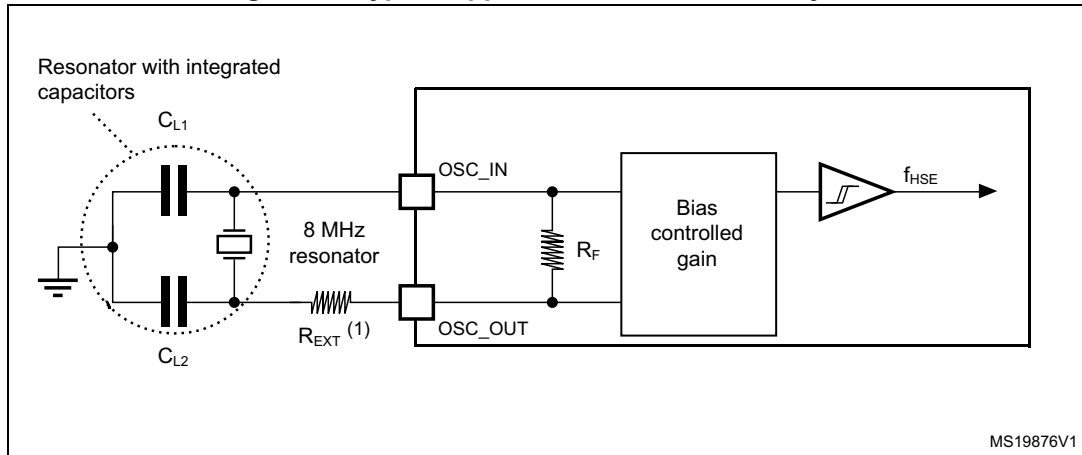 Resonator with integrated
capacitors
CL1
OSC_IN
fHSE
8 MHz
resonator
RF
Bias
controlled
gain
REXT (1)
OSC_OUT
CL2
MS19876V1